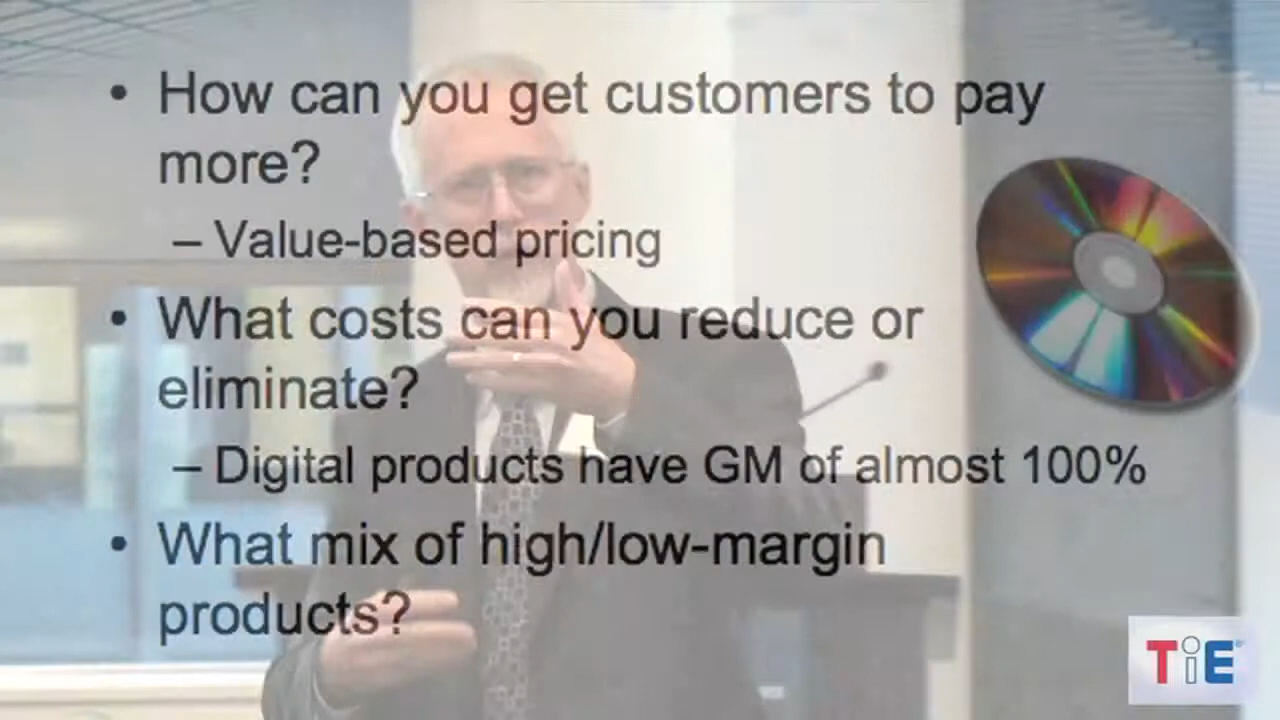 • How can you get customers to pay
more?
– Value-based pricing
• What costs can you reduce or
eliminate?
– Digital products have GM of almost 100%
• What mix of high/low-margin
products?
TiE